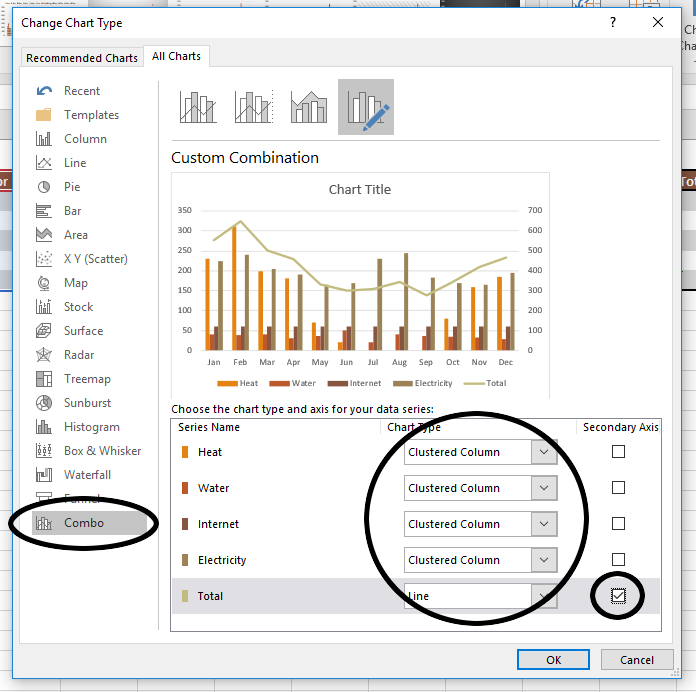 Change Chart Type ?
Recommended Charts All Charts
Recent
Templates
Column
Line
Pie
Bar
Area
X Y (Scatter)
Map
Stock
Surface
Radar
Treemap
Sunburst
Histogram
Box & Whisker
Waterfall
Funnel
Combo
Custom Combination
Chart Title
350 700
300 600
250 500
200 400
150 300
100 200
50 100
0 0
Jan Feb Mar Apr May Jun Jul Aug Sep Oct Nov Dec
Heat Water Internet Electricity Total
Choose the chart type and axis for your data series:
Series Name Chart Type Secondary Axis
Heat Clustered Column
Water Clustered Column
Internet Clustered Column
Electricity Clustered Column
Total Line
OK Cancel